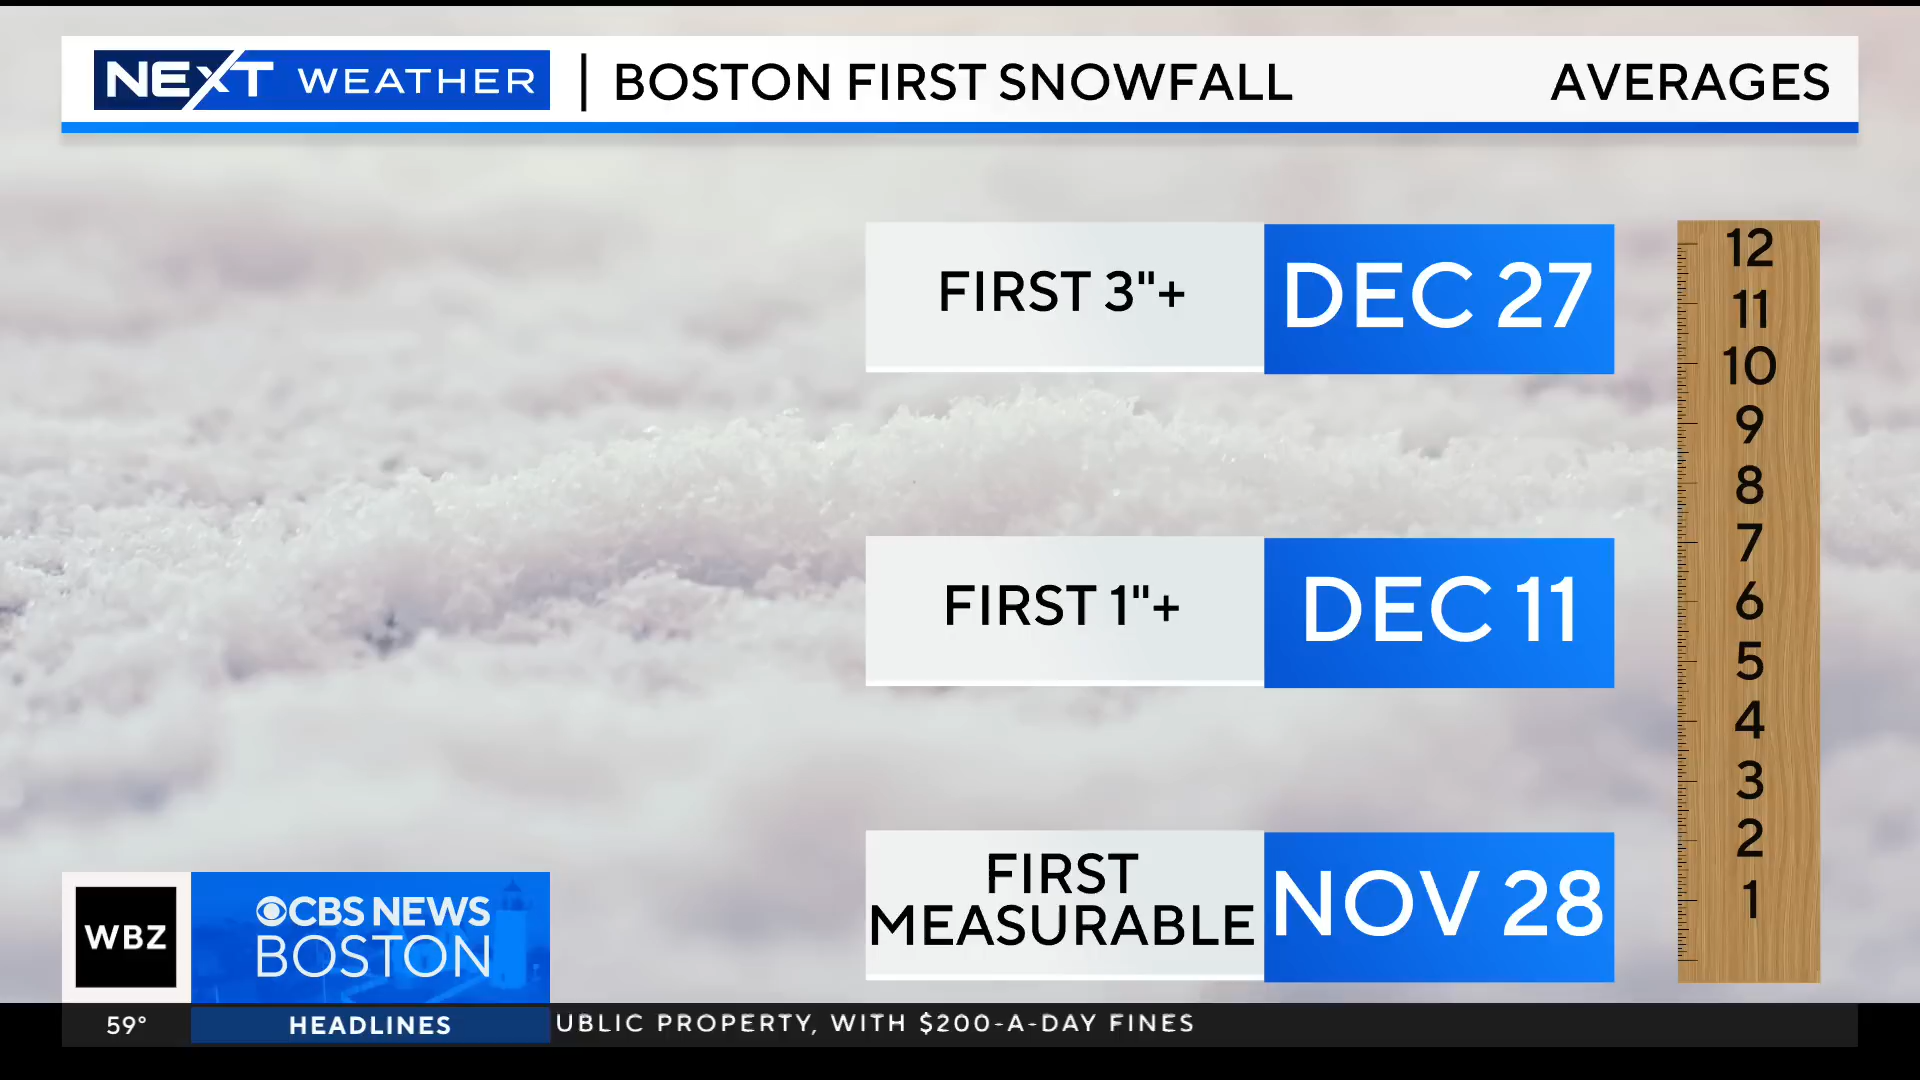 NEXT WEATHER
BOSTON FIRST SNOWFALL
AVERAGES
FIRST 3"+
DEC 27
FIRST 1"+
DEC 11
FIRST
MEASURABLE
NOV 28
12
11
10
9
8
7
6
5
4
3
2
1
WBZ
CBS NEWS
BOSTON
59°
HEADLINES
UBLIC PROPERTY, WITH $200-A-DAY FINES